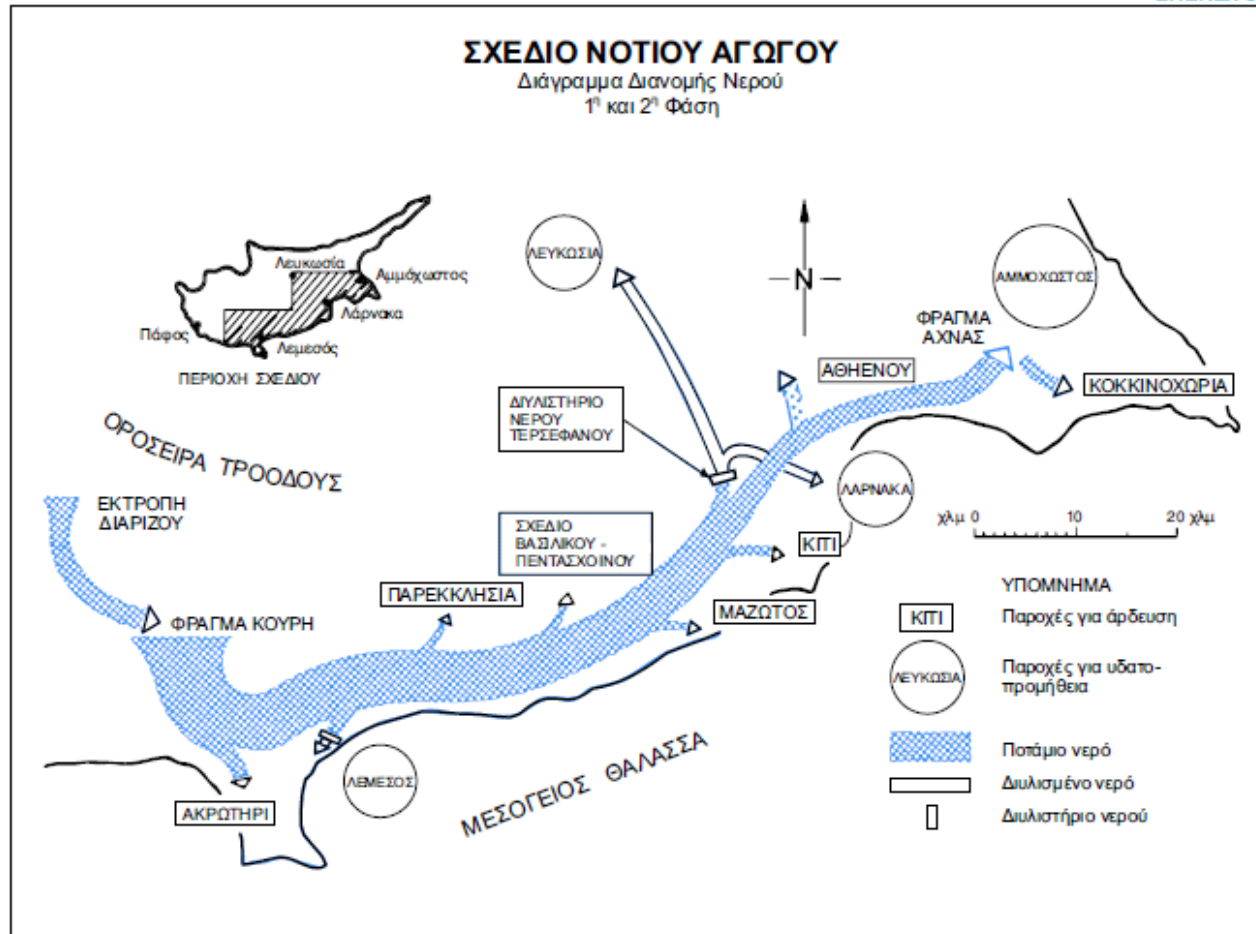 ΣΧΕΔΙΟ ΝΟΤΙΟΥ ΑΓΩΓΟΥ
Διάγραμμα Διανομής Νερού
1η και 2η Φάση
Λευκωσία
Αμμόχωστος
Λάρνακα
Πάφος
Λεμεσός
ΠΕΡΙΟΧΗ ΣΧΕΔΙΟΥ
ΛΕΥΚΩΣΙΑ
N
ΑΜΜΟΧΩΣΤΟΣ
ΦΡΑΓΜΑ
ΑΧΝΑΣ
ΑΘΗΕΝΟΥ
ΚΟΚΚΙΝΟΧΩΡΙΑ
ΔΙΥΛΙΣΤΗΡΙΟ
ΝΕΡΟΥ
ΤΕΡΣΕΦΑΝΟΥ
ΟΡΟΣΕΙΡΑ ΤΡΟΟΔΟΥΣ
ΛΑΡΝΑΚΑ
ΕΚΤΡΟΠΗ
ΔΙΑΡΙΖΟΥ
ΣΧΕΔΙΟ
ΒΑΣΙΛΙΚΟΥ -
ΠΕΝΤΑΣΧΟΙΝΟΥ
χλμ 0 10 20 χλμ
ΚΙΤΙ
ΠΑΡΕΚΚΛΗΣΙΑ
ΜΑΖΩΤΟΣ
ΦΡΑΓΜΑ ΚΟΥΡΗ
ΥΠΟΜΝΗΜΑ
ΚΙΤΙ Παροχές για άρδευση
ΛΕΥΚΩΣΙΑ Παροχές για υδατο-
προμήθεια
Ποτάμιο νερό
Διυλισμένο νερό
Διυλιστήριο νερού
ΛΕΜΕΣΟΣ
ΑΚΡΩΤΗΡΙ
ΜΕΣΟΓΕΙΟΣ ΘΑΛΑΣΣΑ